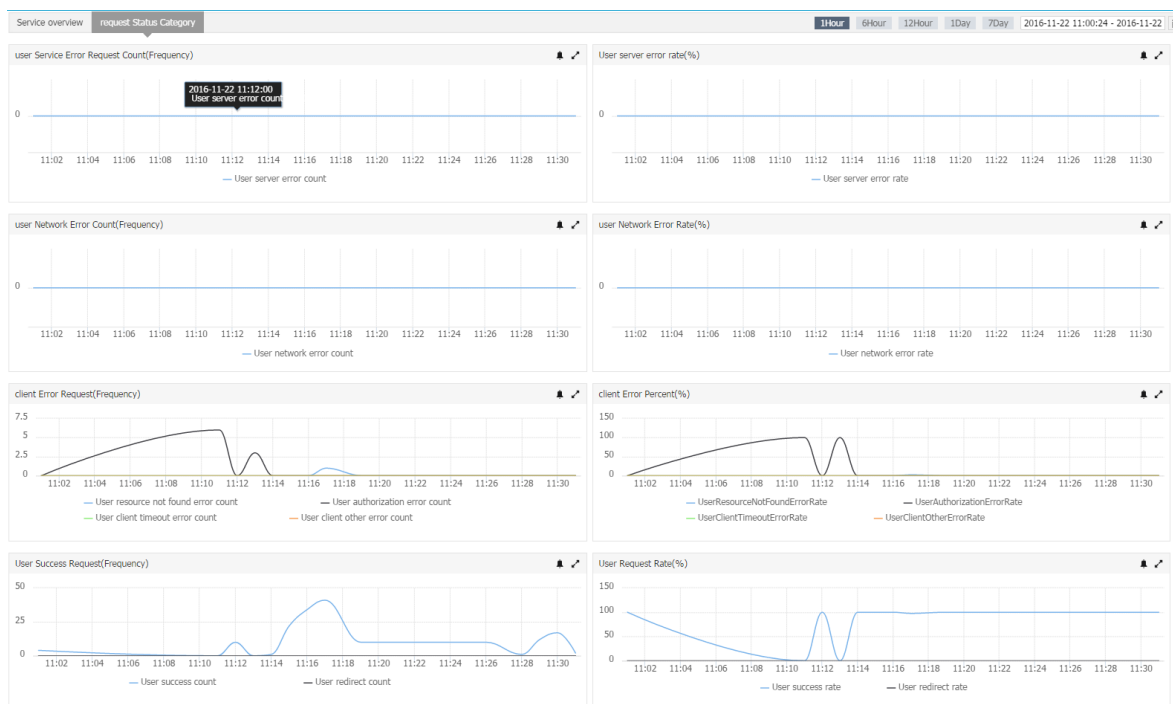 Service overview request Status Category 1Hour 6Hour 12Hour 1Day 7Day 2016-11-22 11:00:24 - 2016-11-22
user Service Error Request Count(Frequency)
2016-11-22 11:12:00
User server error count
0
11:02 11:04 11:06 11:08 11:10 11:12 11:14 11:16 11:18 11:20 11:22 11:24 11:26 11:28 11:30
User server error count
User server error rate(%)
0
11:02 11:04 11:06 11:08 11:10 11:12 11:14 11:16 11:18 11:20 11:22 11:24 11:26 11:28 11:30
User server error rate
user Network Error Count(Frequency)
0
11:02 11:04 11:06 11:08 11:10 11:12 11:14 11:16 11:18 11:20 11:22 11:24 11:26 11:28 11:30
User network error count
user Network Error Rate(%)
0
11:02 11:04 11:06 11:08 11:10 11:12 11:14 11:16 11:18 11:20 11:22 11:24 11:26 11:28 11:30
User network error rate
client Error Request(Frequency)
7.5
5
2.5
0
11:02 11:04 11:06 11:08 11:10 11:12 11:14 11:16 11:18 11:20 11:22 11:24 11:26 11:28 11:30
User resource not found error count User authorization error count
User client timeout error count User client other error count
client Error Percent(%)
150
100
50
0
11:02 11:04 11:06 11:08 11:10 11:12 11:14 11:16 11:18 11:20 11:22 11:24 11:26 11:28 11:30
UserResourceNotFoundErrorRate UserAuthorizationErrorRate
UserClientTimeoutErrorRate UserClientOtherErrorRate
User Success Request(Frequency)
50
25
0
11:02 11:04 11:06 11:08 11:10 11:12 11:14 11:16 11:18 11:20 11:22 11:24 11:26 11:28 11:30
User success count User redirect count
User Request Rate(%)
150
100
50
0
11:02 11:04 11:06 11:08 11:10 11:12 11:14 11:16 11:18 11:20 11:22 11:24 11:26 11:28 11:30
User success rate User redirect rate